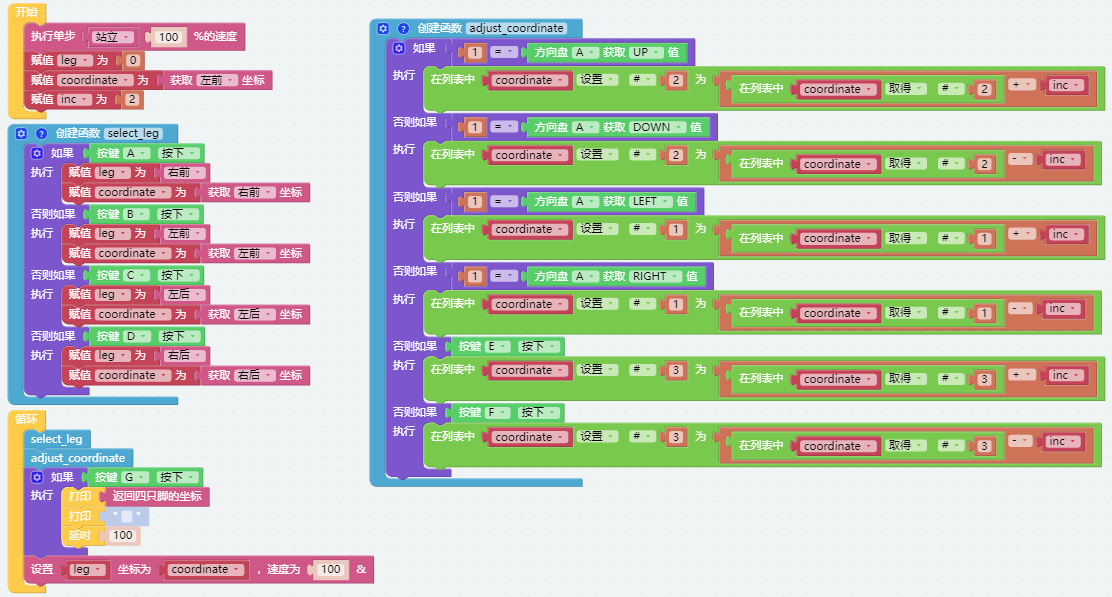 开始
执行单步 站立 100 %的速度
赋值 leg 为 0
赋值 coordinate 为 获取 左前 坐标
赋值 inc 为 2
创建函数 select_leg
如果 按键 A 按下
执行 赋值 leg 为 右前
赋值 coordinate 为 获取 右前 坐标
否则如果 按键 B 按下
执行 赋值 leg 为 左前
赋值 coordinate 为 获取 左前 坐标
否则如果 按键 C 按下
执行 赋值 leg 为 左后
赋值 coordinate 为 获取 左后 坐标
否则如果 按键 D 按下
执行 赋值 leg 为 右后
赋值 coordinate 为 获取 右后 坐标
循环
select_leg
adjust_coordinate
如果 按键 G 按下
执行 打印 返回四只脚的坐标
打印 “ ”
延时 100
设置 leg 坐标为 coordinate ，速度为 100 &
创建函数 adjust_coordinate
如果 1 = 方向盘 A 获取 UP 值
执行 在列表中 coordinate 设置 # 2 为 在列表中 coordinate 取得 # 2 + inc
否则如果 1 = 方向盘 A 获取 DOWN 值
执行 在列表中 coordinate 设置 # 2 为 在列表中 coordinate 取得 # 2 - inc
否则如果 1 = 方向盘 A 获取 LEFT 值
执行 在列表中 coordinate 设置 # 1 为 在列表中 coordinate 取得 # 1 + inc
否则如果 1 = 方向盘 A 获取 RIGHT 值
执行 在列表中 coordinate 设置 # 1 为 在列表中 coordinate 取得 # 1 - inc
否则如果 按键 E 按下
执行 在列表中 coordinate 设置 # 3 为 在列表中 coordinate 取得 # 3 + inc
否则如果 按键 F 按下
执行 在列表中 coordinate 设置 # 3 为 在列表中 coordinate 取得 # 3 - inc